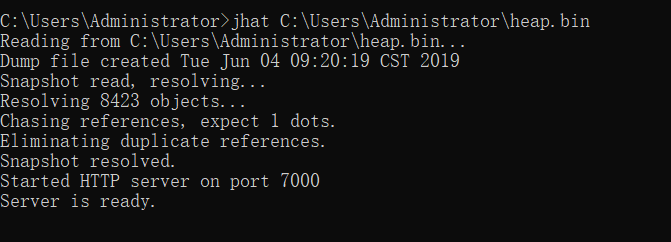 C:\Users\Administrator>jhat C:\Users\Administrator\heap.bin
Reading from C:\Users\Administrator\heap.bin...
Dump file created Tue Jun 04 09:20:19 CST 2019
Snapshot read, resolving...
Resolving 8423 objects...
Chasing references, expect 1 dots.
Eliminating duplicate references.
Snapshot resolved.
Started HTTP server on port 7000
Server is ready.